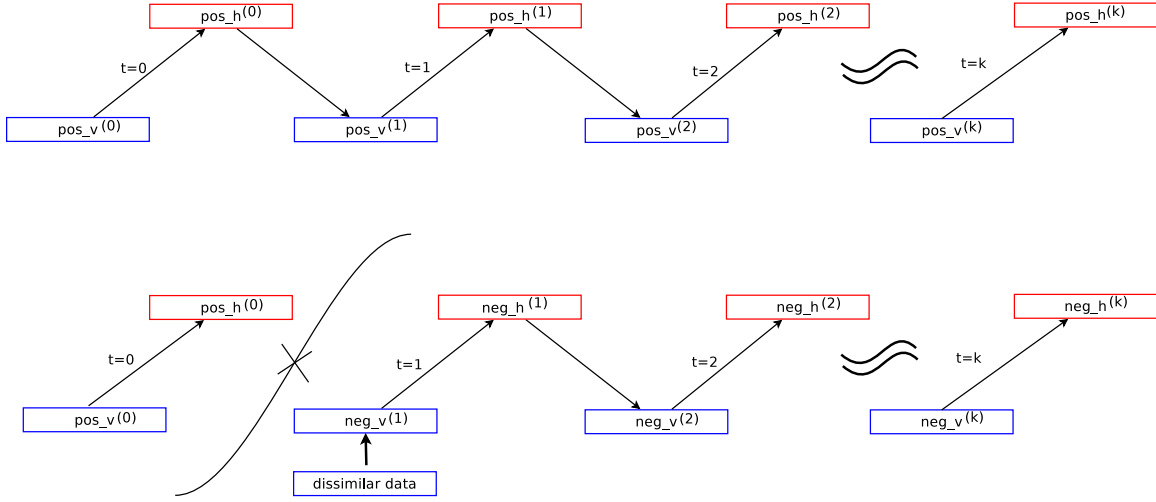 pos_h(0) pos_h(1) pos_h(2) pos_h(k)
t=0 t=1 t=2 t=k
pos_v(0) pos_v(1) pos_v(2) pos_v(k)
pos_h(0) neg_h(1) neg_h(2) neg_h(k)
t=0 t=1 t=2 t=k
pos_v(0) neg_v(1) neg_v(2) neg_v(k)
dissimilar data